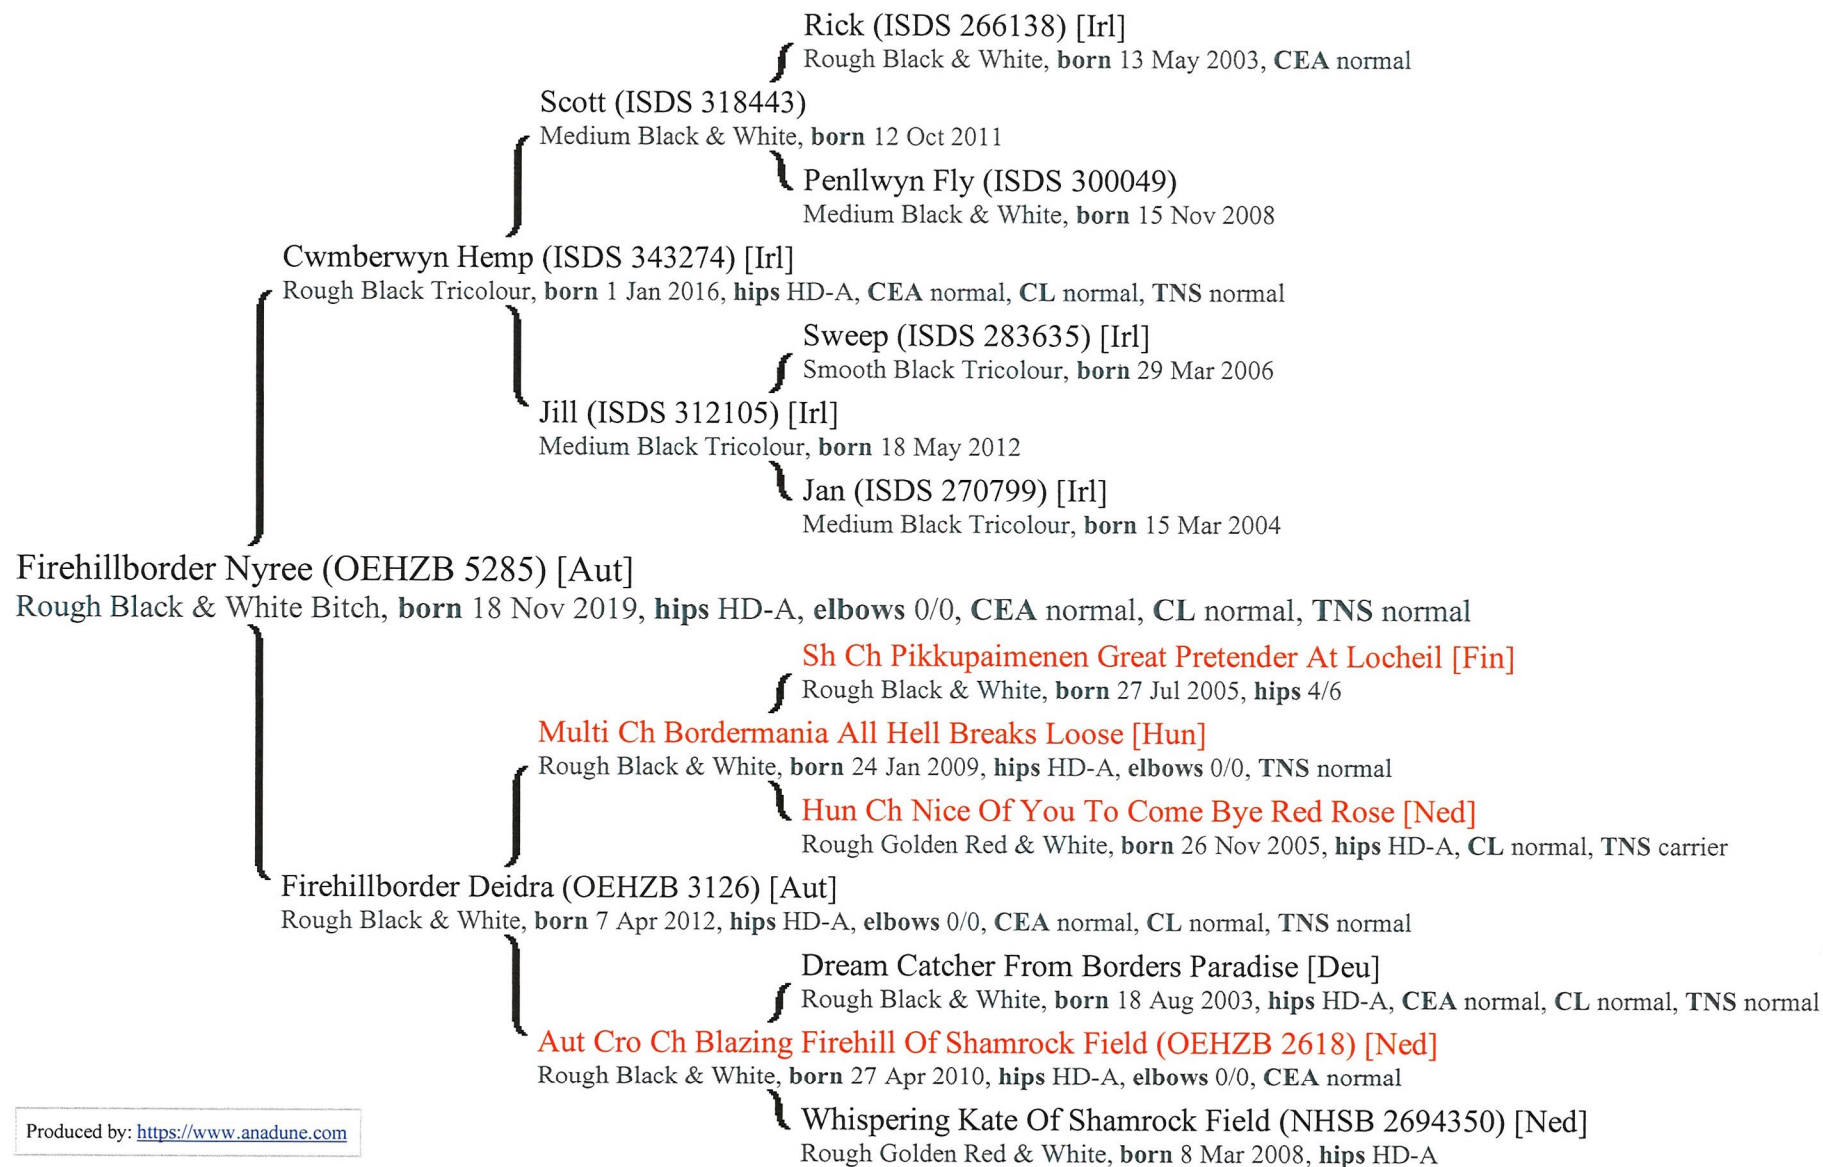 Rick (ISDS 266138) [Irl]
Rough Black & White, born 13 May 2003, CEA normal
Scott (ISDS 318443)
Medium Black & White, born 12 Oct 2011
Penllwyn Fly (ISDS 300049)
Medium Black & White, born 15 Nov 2008
Cwmberwyn Hemp (ISDS 343274) [Irl]
Rough Black Tricolour, born 1 Jan 2016, hips HD-A, CEA normal, CL normal, TNS normal
Sweep (ISDS 283635) [Irl]
Smooth Black Tricolour, born 29 Mar 2006
Jill (ISDS 312105) [Irl]
Medium Black Tricolour, born 18 May 2012
Jan (ISDS 270799) [Irl]
Medium Black Tricolour, born 15 Mar 2004
Firehillborder Nyree (OEHZB 5285) [Aut]
Rough Black & White Bitch, born 18 Nov 2019, hips HD-A, elbows 0/0, CEA normal, CL normal, TNS normal
Sh Ch Pikkupaimenen Great Pretender At Locheil [Fin]
Rough Black & White, born 27 Jul 2005, hips 4/6
Multi Ch Bordermania All Hell Breaks Loose [Hun]
Rough Black & White, born 24 Jan 2009, hips HD-A, elbows 0/0, TNS normal
Hun Ch Nice Of You To Come Bye Red Rose [Ned]
Rough Golden Red & White, born 26 Nov 2005, hips HD-A, CL normal, TNS carrier
Firehillborder Deidra (OEHZB 3126) [Aut]
Rough Black & White, born 7 Apr 2012, hips HD-A, elbows 0/0, CEA normal, CL normal, TNS normal
Dream Catcher From Borders Paradise [Deu]
Rough Black & White, born 18 Aug 2003, hips HD-A, CEA normal, CL normal, TNS normal
Aut Cro Ch Blazing Firehill Of Shamrock Field (OEHZB 2618) [Ned]
Rough Black & White, born 27 Apr 2010, hips HD-A, elbows 0/0, CEA normal
Whispering Kate Of Shamrock Field (NHSB 2694350) [Ned]
Rough Golden Red & White, born 8 Mar 2008, hips HD-A
Produced by: https://www.anadune.com